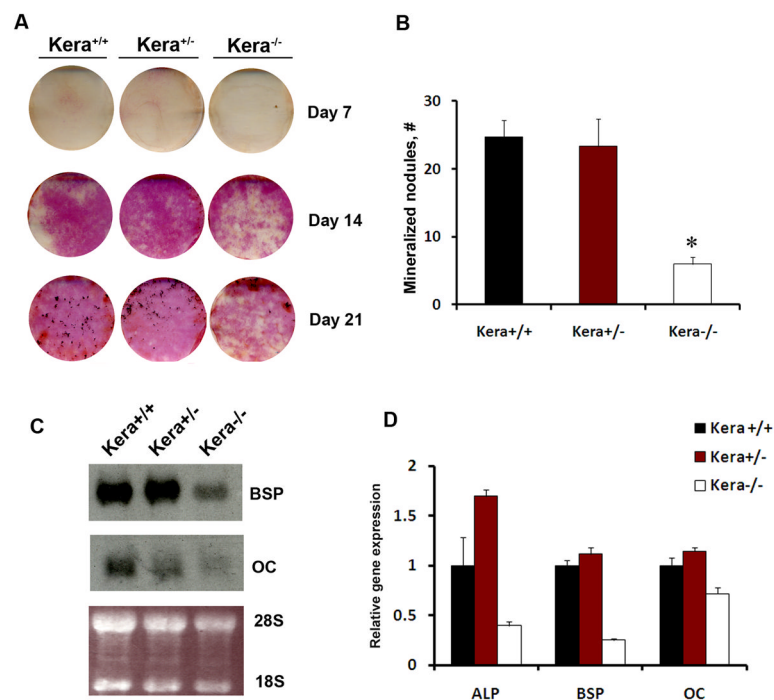 A
Kera+/+ Kera+/- Kera-/-
Day 7
Day 14
Day 21
B
Mineralized nodules, #
30
20
10
0
*
Kera+/+ Kera+/- Kera-/-
C
Kera+/+ Kera+/- Kera-/-
BSP
OC
28S
18S
D
Kera +/+
Kera+/-
Kera-/-
Relative gene expression
2
1.5
1
0.5
0
ALP BSP OC